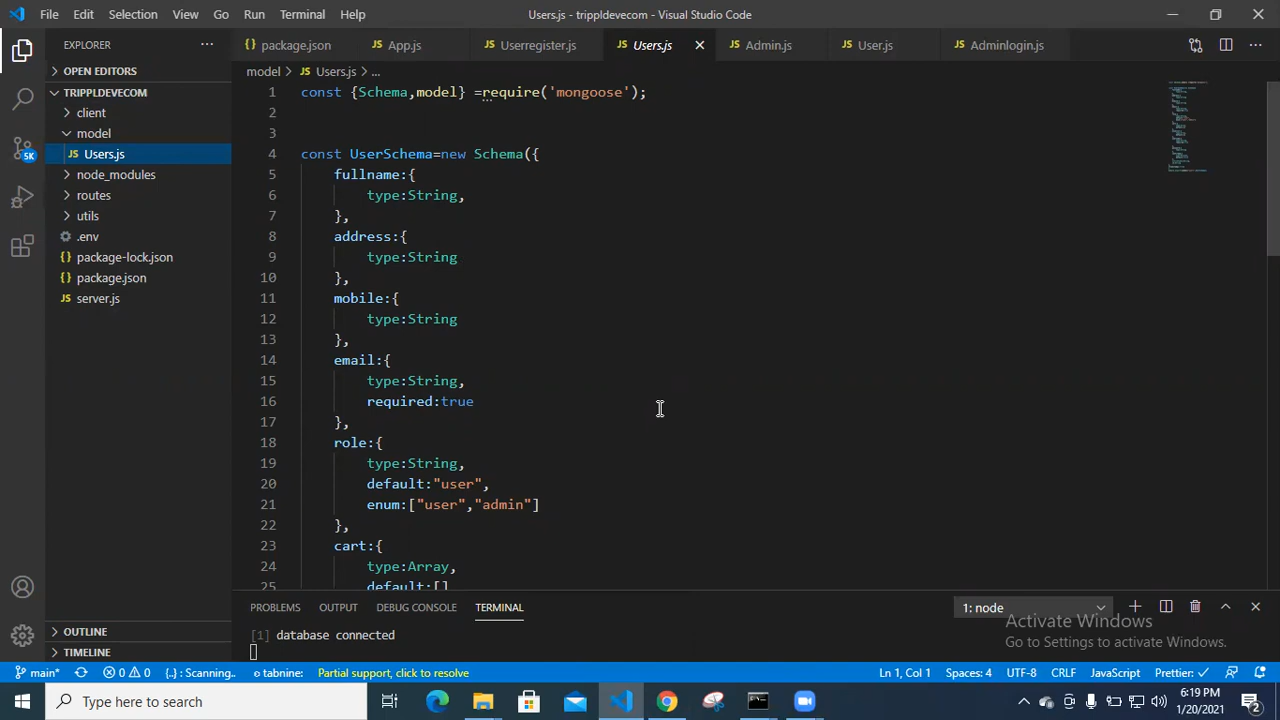 File Edit Selection View Go Run Terminal Help
Users.js - trippldevecom - Visual Studio Code
EXPLORER ...
package.json App.js Userregister.js Users.js Admin.js User.js Adminlogin.js
OPEN EDITORS
TRIPPLDEVECOM
client
model
Users.js
node_modules
routes
utils
.env
package-lock.json
package.json
server.js
OUTLINE
TIMELINE
5K
model > Users.js > ...
1 const {Schema,model} =require('mongoose');
2
3
4 const UserSchema=new Schema({
5 fullname:{
6 type:String,
7 },
8 address:{
9 type:String
10 },
11 mobile:{
12 type:String
13 },
14 email:{
15 type:String,
16 required:true
17 },
18 role:{
19 type:String,
20 default:"user",
21 enum:["user","admin"]
22 },
23 cart:{
24 type:Array,
25 default:[]
PROBLEMS OUTPUT DEBUG CONSOLE TERMINAL
1: node
[1] database connected
Activate Windows
Go to Settings to activate Windows.
main* 0 0 {..} : Scanning.. tabnine: Partial support, click to resolve
Ln 1, Col 1 Spaces: 4 UTF-8 CRLF JavaScript Prettier: ✓
Type here to search
6:19 PM
1/20/2021
2